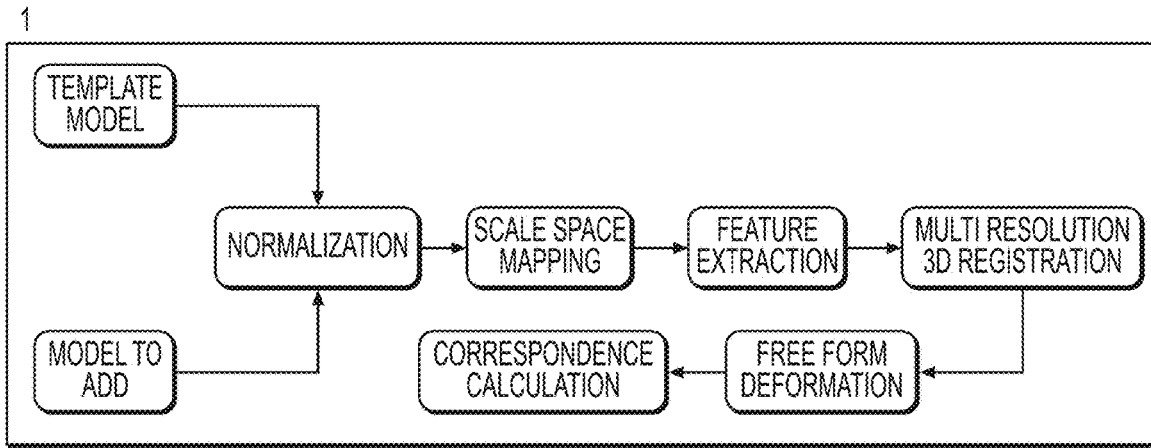 1
TEMPLATE
MODEL
NORMALIZATION
SCALE SPACE
MAPPING
FEATURE
EXTRACTION
MULTI RESOLUTION
3D REGISTRATION
MODEL TO
ADD
CORRESPONDENCE
CALCULATION
FREE FORM
DEFORMATION